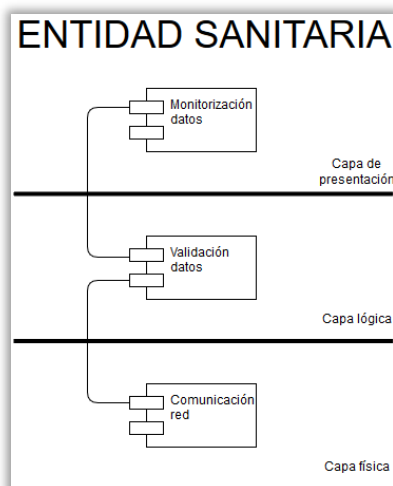 ENTIDAD SANITARIA
Monitorización
datos
Capa de
presentación
Validación
datos
Capa lógica
Comunicación
red
Capa física